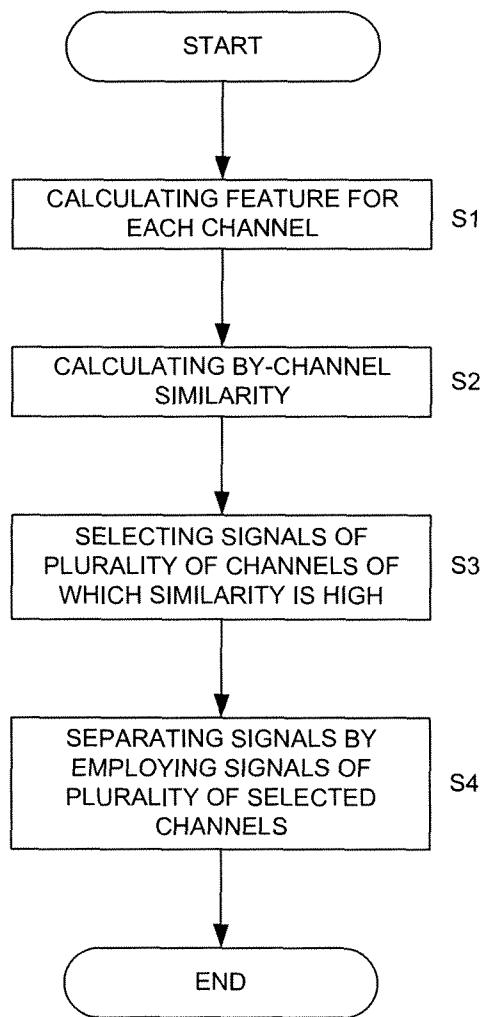 START
CALCULATING FEATURE FOR
EACH CHANNEL
S1
CALCULATING BY-CHANNEL
SIMILARITY
S2
SELECTING SIGNALS OF
PLURALITY OF CHANNELS OF
WHICH SIMILARITY IS HIGH
S3
SEPARATING SIGNALS BY
EMPLOYING SIGNALS OF
PLURALITY OF SELECTED
CHANNELS
S4
END